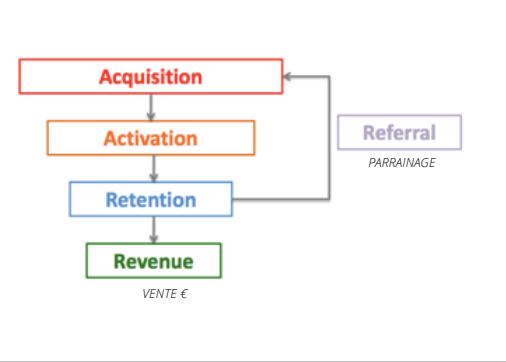 Acquisition
Activation
Referral
PARRAINAGE
Retention
Revenue
VENTE €